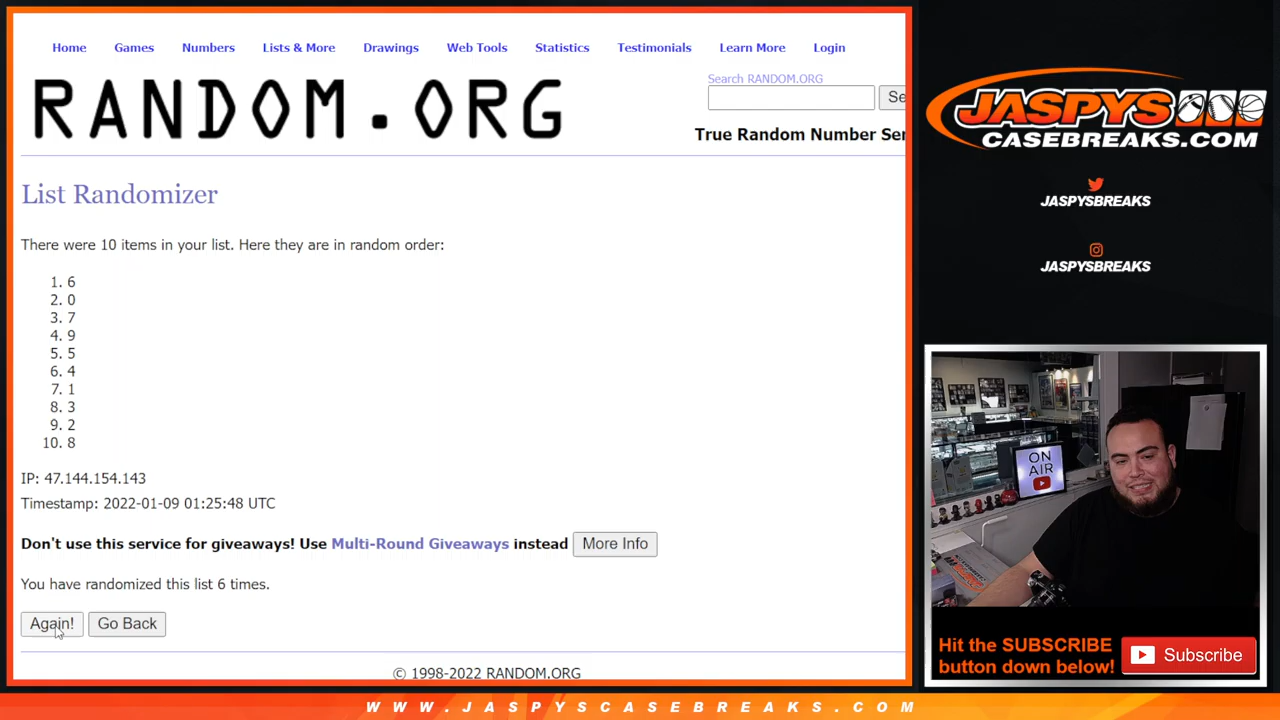 Home Games Numbers Lists & More Drawings Web Tools Statistics Testimonials Learn More Login
RANDOM.ORG
Search RANDOM.ORG
Se
True Random Number Ser
List Randomizer
There were 10 items in your list. Here they are in random order:
1. 6
2. 0
3. 7
4. 9
5. 5
6. 4
7. 1
8. 3
9. 2
10. 8
IP: 47.144.154.143
Timestamp: 2022-01-09 01:25:48 UTC
Don't use this service for giveaways! Use Multi-Round Giveaways instead More Info
You have randomized this list 6 times.
Again! Go Back
© 1998-2022 RANDOM.ORG
JASPYS
CASEBREAKS.COM
JASPYSBREAKS
JASPYSBREAKS
ON
AIR
Hit the SUBSCRIBE
button down below!
Subscribe
WWW.JASPYSCASEBREAKS.COM